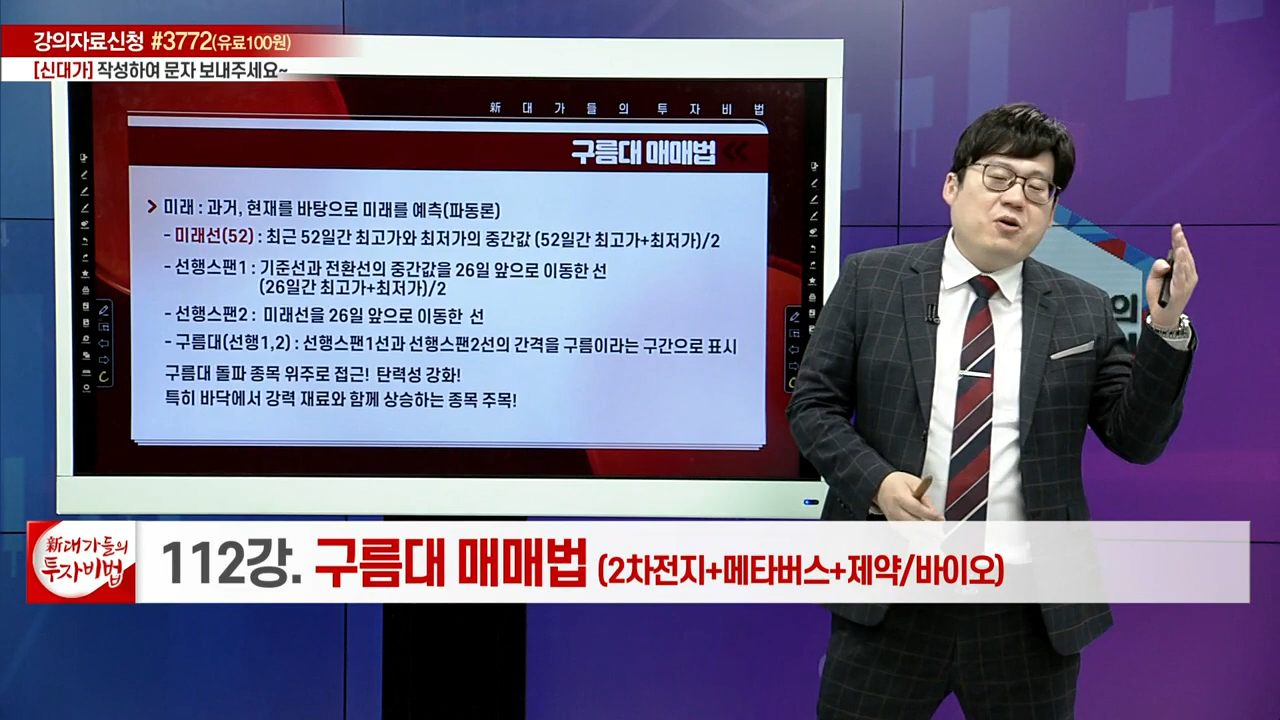 강의자료신청 #3772(유료100원)
[신대가] 작성하여 문자 보내주세요~
新대가들의 투자비법
구름대 매매법
미래 : 과거, 현재를 바탕으로 미래를 예측(파동론)
- 미래선(52) : 최근 52일간 최고가와 최저가의 중간값 (52일간 최고가+최저가)/2
- 선행스팬1 : 기준선과 전환선의 중간값을 26일 앞으로 이동한 선
(26일간 최고가+최저가)/2
- 선행스팬2 : 미래선을 26일 앞으로 이동한 선
- 구름대(선행1,2) : 선행스팬1선과 선행스팬2선의 간격을 구름이라는 구간으로 표시
구름대 돌파 종목 위주로 접근! 탄력성 강화!
특히 바닥에서 강력 재료와 함께 상승하는 종목 주목!
의
新대가들의
투자비법
112강. 구름대 매매법 (2차전지+메타버스+제약/바이오)